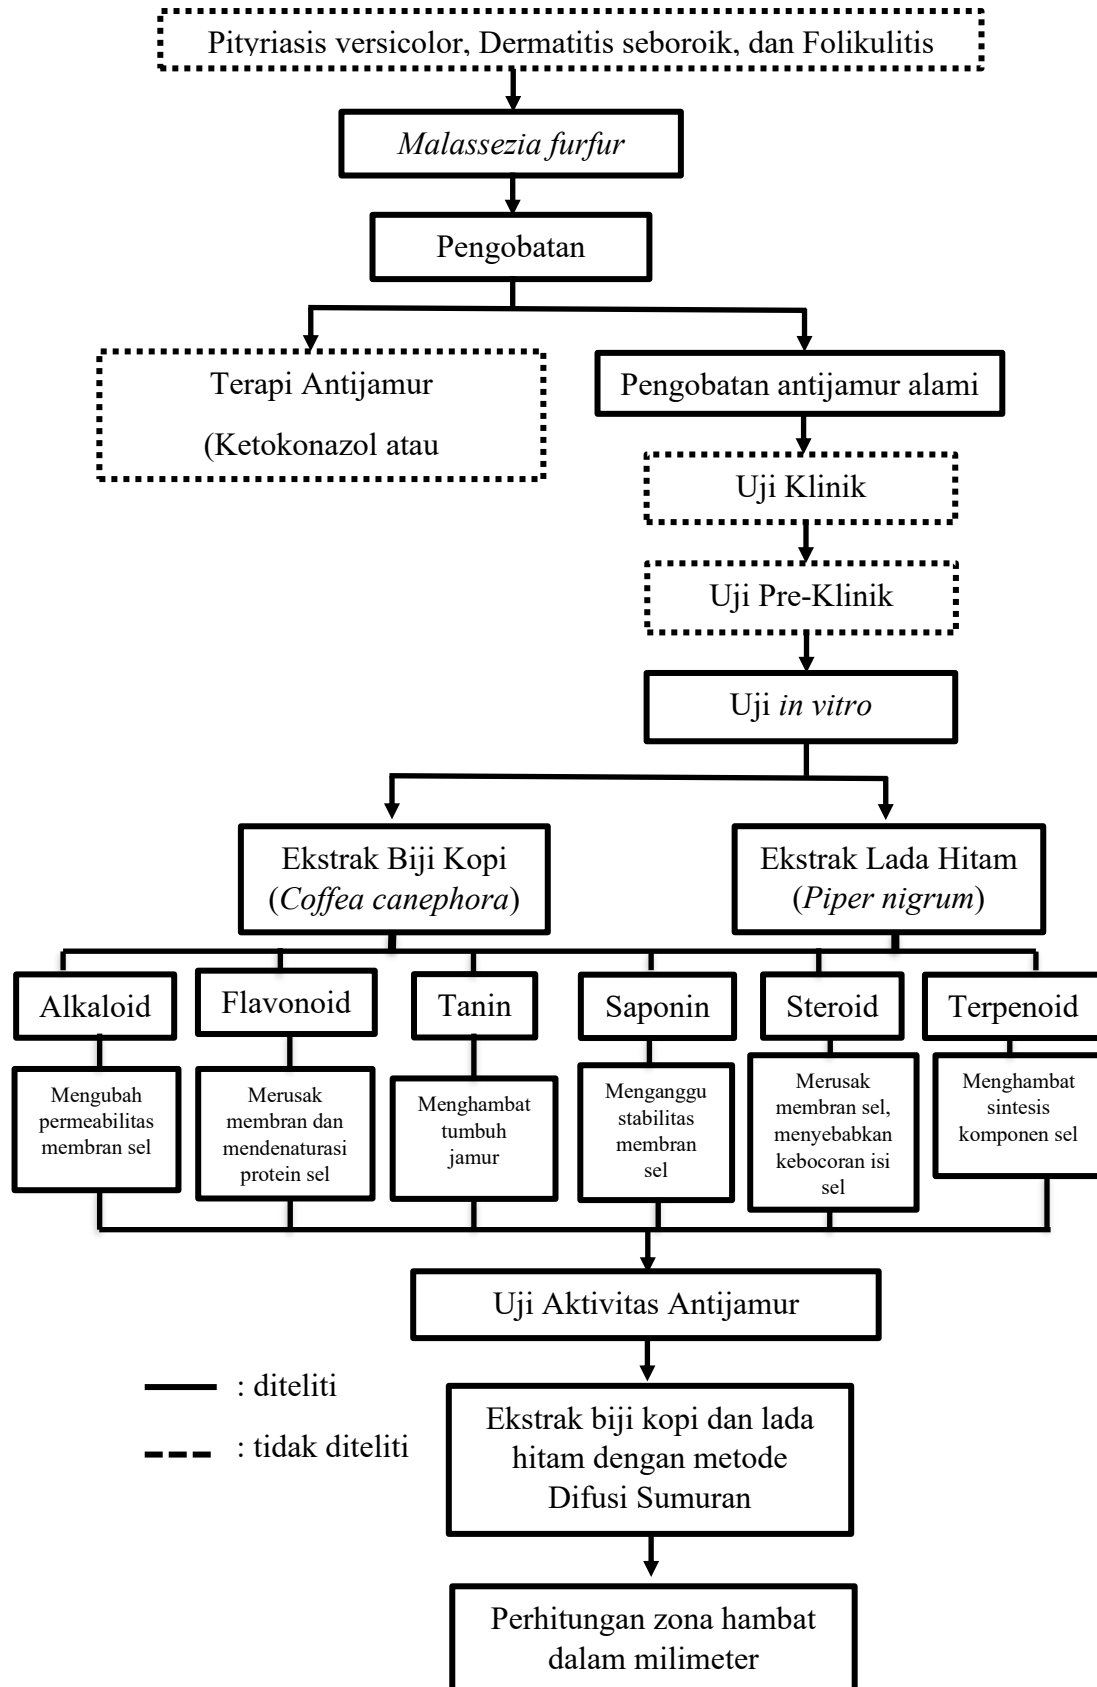 Pityriasis versicolor, Dermatitis seboroik, dan Folikulitis
Malassezia furfur
Pengobatan
Terapi Antijamur
(Ketokonazol atau
Pengobatan antijamur alami
Uji Klinik
Uji Pre-Klinik
Uji in vitro
Ekstrak Biji Kopi
(Coffea canephora)
Ekstrak Lada Hitam
(Piper nigrum)
Alkaloid
Flavonoid
Tanin
Saponin
Steroid
Terpenoid
Mengubah
permeabilitas
membran sel
Merusak
membran dan
mendenaturasi
protein sel
Menghambat
tumbuh
jamur
Menganggu
stabilitas
membran
sel
Merusak
membran sel,
menyebabkan
kebocoran isi
sel
Menghambat
sintesis
komponen sel
Uji Aktivitas Antijamur
: diteliti
: tidak diteliti
Ekstrak biji kopi dan lada
hitam dengan metode
Difusi Sumuran
Perhitungan zona hambat
dalam milimeter